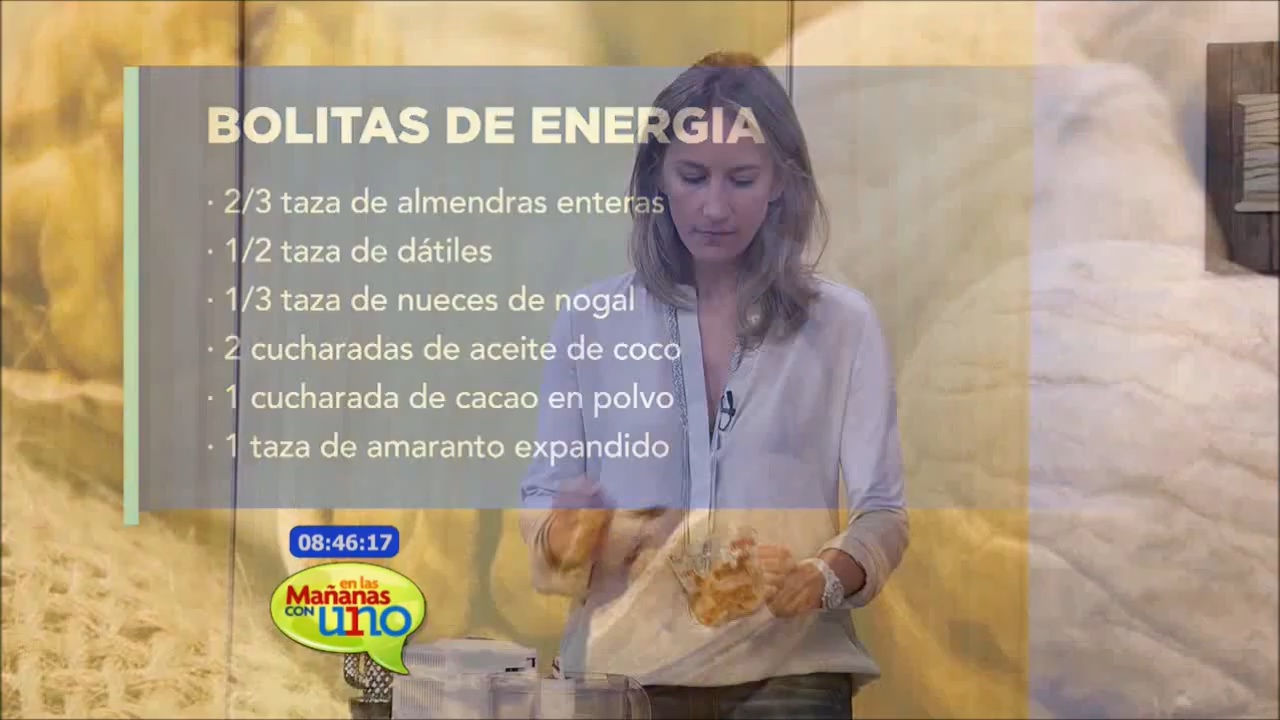 BOLITAS DE ENERGIA
· 2/3 taza de almendras enteras
· 1/2 taza de dátiles
· 1/3 taza de nueces de nogal
· 2 cucharadas de aceite de coco
· 1 cucharada de cacao en polvo
· 1 taza de amaranto expandido
08:46:17
en las
Mañanas
CON uno